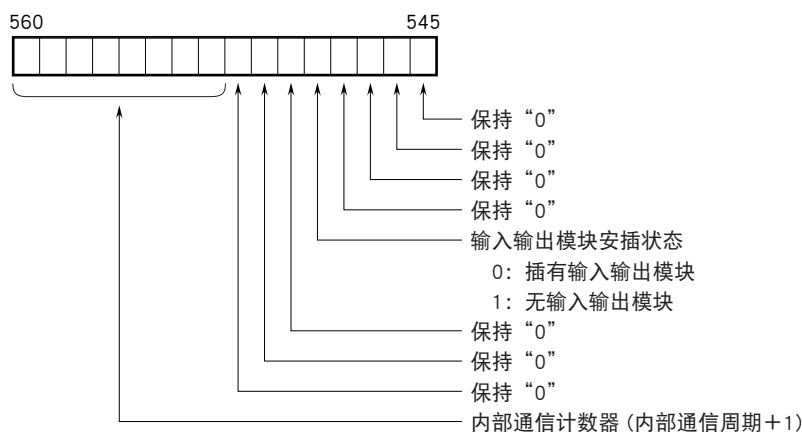 560 545
保持“0”
保持“0”
保持“0”
保持“0”
输入输出模块安插状态
0：插有输入输出模块
1：无输入输出模块
保持“0”
保持“0”
保持“0”
内部通信计数器(内部通信周期＋1)